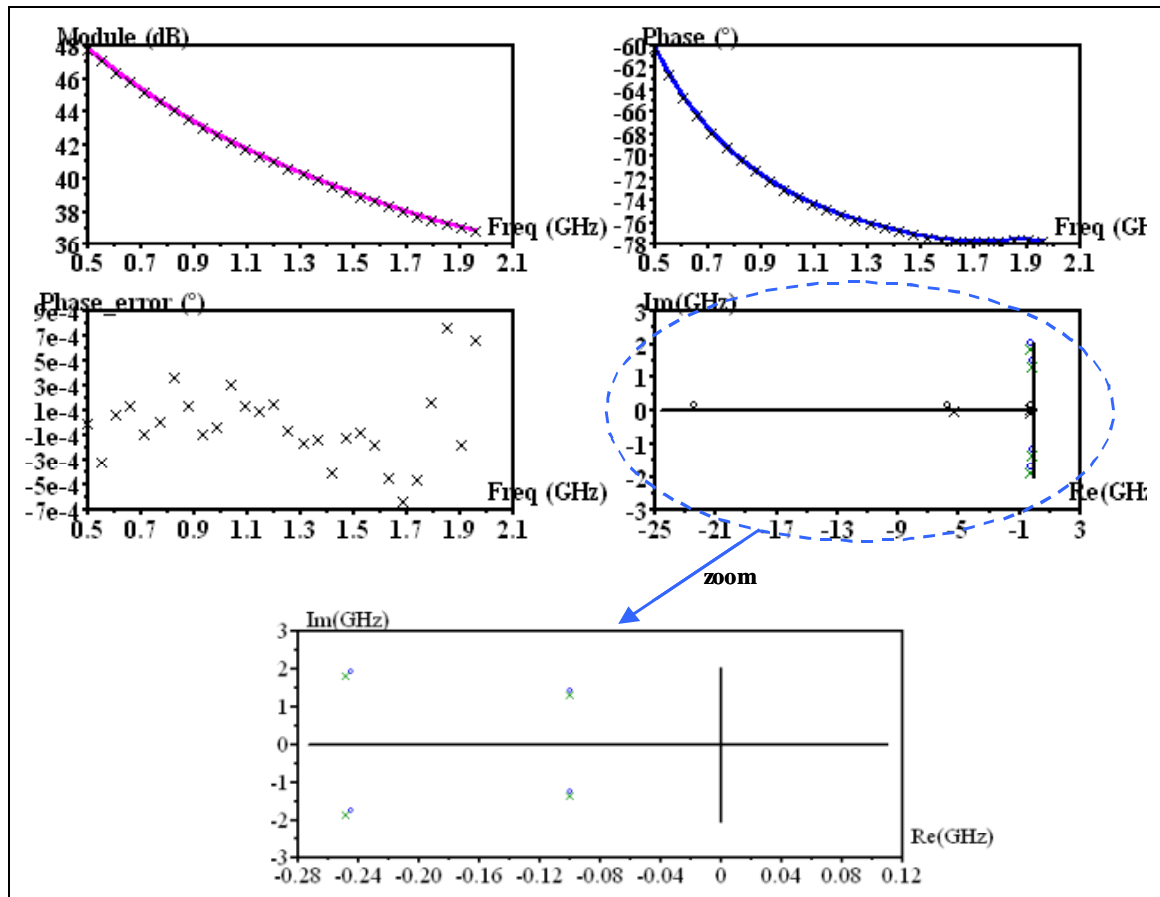 Module (dB)
48
46
44
42
40
38
36
Freq (GHz)
0.5 0.7 0.9 1.1 1.3 1.5 1.7 1.9 2.1
Phase (°)
-60
-62
-64
-66
-68
-70
-72
-74
-76
-78
Freq (GH
0.5 0.7 0.9 1.1 1.3 1.5 1.7 1.9 2.1
Phase_error (°)
9e-4
7e-4
5e-4
3e-4
1e-4
-1e-4
-3e-4
-5e-4
-7e-4
Freq (GHz)
0.5 0.7 0.9 1.1 1.3 1.5 1.7 1.9 2.1
Im(GHz)
3
2
1
0
-1
-2
-3
Re(GHz
-25 -21 -17 -13 -9 -5 -1 3
zoom
Im(GHz)
3
2
1
0
-1
-2
-3
Re(GHz)
-0.28 -0.24 -0.20 -0.16 -0.12 -0.08 -0.04 0 0.04 0.08 0.12